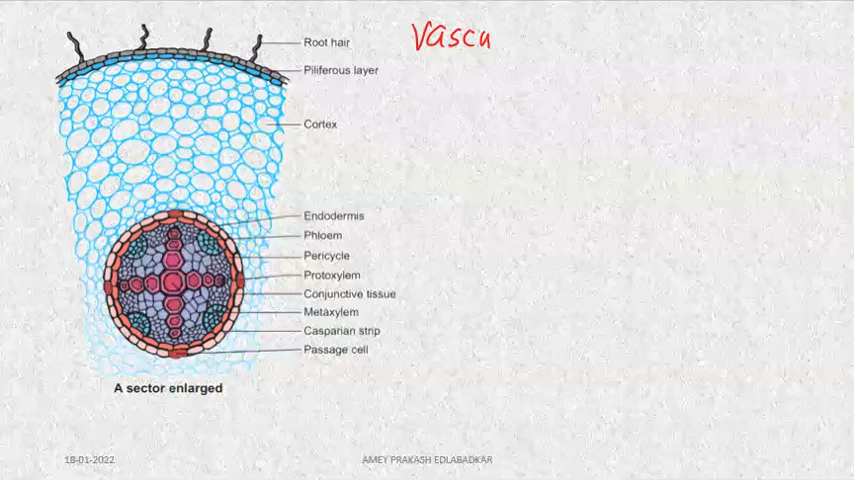 Vascu
Root hair
Piliferous layer
Cortex
Endodermis
Phloem
Pericycle
Protoxylem
Conjunctive tissue
Metaxylem
Casparian strip
Passage cell
A sector enlarged
18-01-2022
AMEY PRAKASH EDLABADKAR